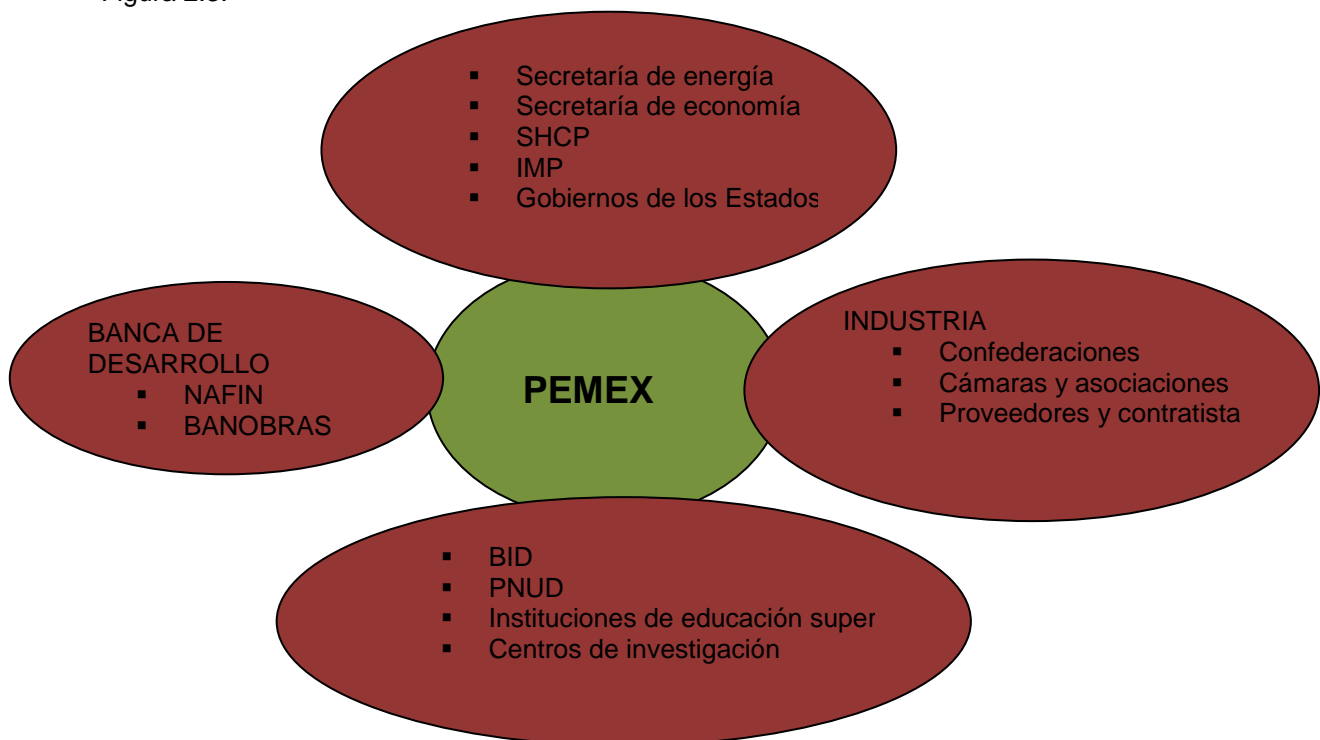 ▪ Secretaría de energía
▪ Secretaría de economía
▪ SHCP
▪ IMP
▪ Gobiernos de los Estados
BANCA DE
DESARROLLO
▪ NAFIN
▪ BANOBRAS
PEMEX
INDUSTRIA
▪ Confederaciones
▪ Cámaras y asociaciones
▪ Proveedores y contratista
▪ BID
▪ PNUD
▪ Instituciones de educación super
▪ Centros de investigación